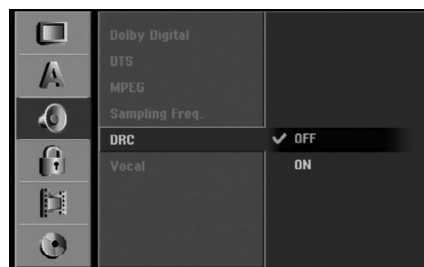 A
Dolby Digital
DTS
MPEG
Sampling Freq.
DRC
✓ OFF
ON
Vocal